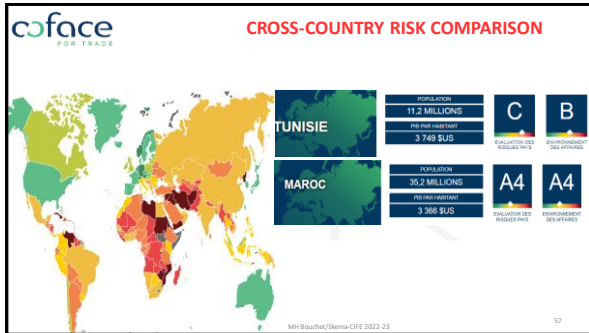 coface
FOR TRADE
CROSS-COUNTRY RISK COMPARISON
TUNISIE
POPULATION
11,2 MILLIONS
PIB PAR HABITANT
3 749 $US
C
EVALUATION DES
RISQUES PAYS
B
ENVIRONNEMENT
DES AFFAIRES
MAROC
POPULATION
35,2 MILLIONS
PIB PAR HABITANT
3 366 $US
A4
EVALUATION DES
RISQUES PAYS
A4
ENVIRONNEMENT
DES AFFAIRES
MH Bouchet/Skema-CIFE 2022-23
57